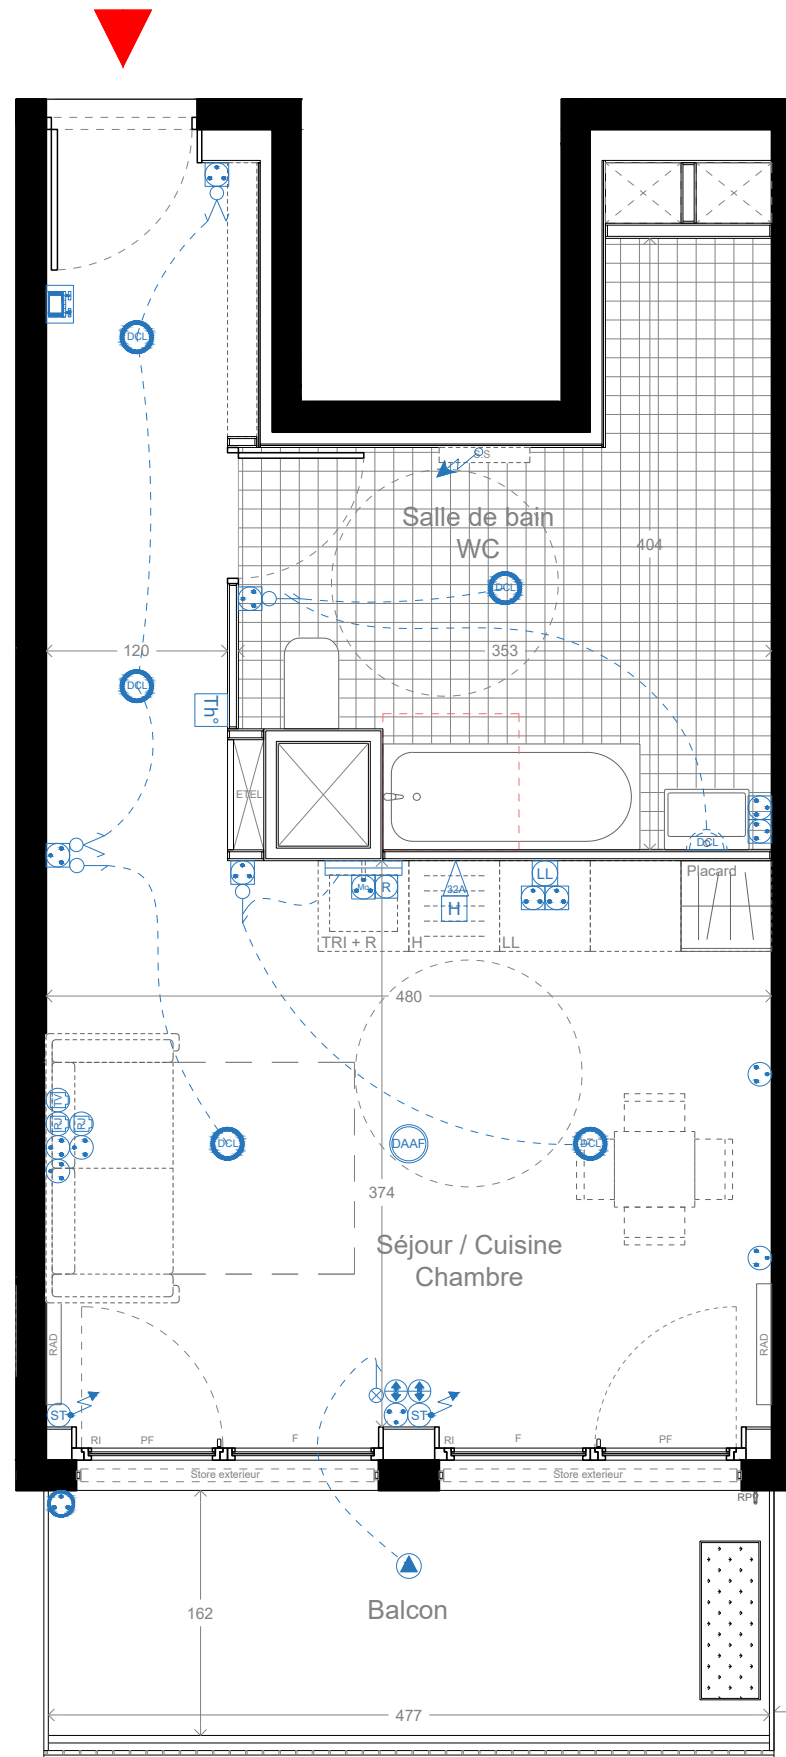 DCL
S.S
Salle de bain
WC
404
DCL
120
353
DCL
Th°
ETEL
DCL
Placard
Mo
R
32A
H
LL
TRI + R
H
LL
480
TV
RJ
RJ
DCL
DAAF
DCL
374
Séjour / Cuisine
Chambre
RAD
RAD
ST
ST
RI
PF
F
RI
F
PF
Store exterieur
Store exterieur
Balcon
162
477